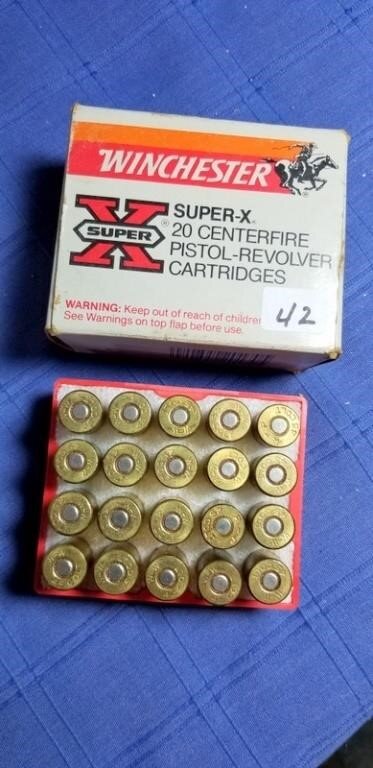 WINCHESTER
X
SUPER
SUPER-X®
20 CENTERFIRE
PISTOL-REVOLVER
CARTRIDGES
WARNING: Keep out of reach of children
See Warnings on top flap before use.
42